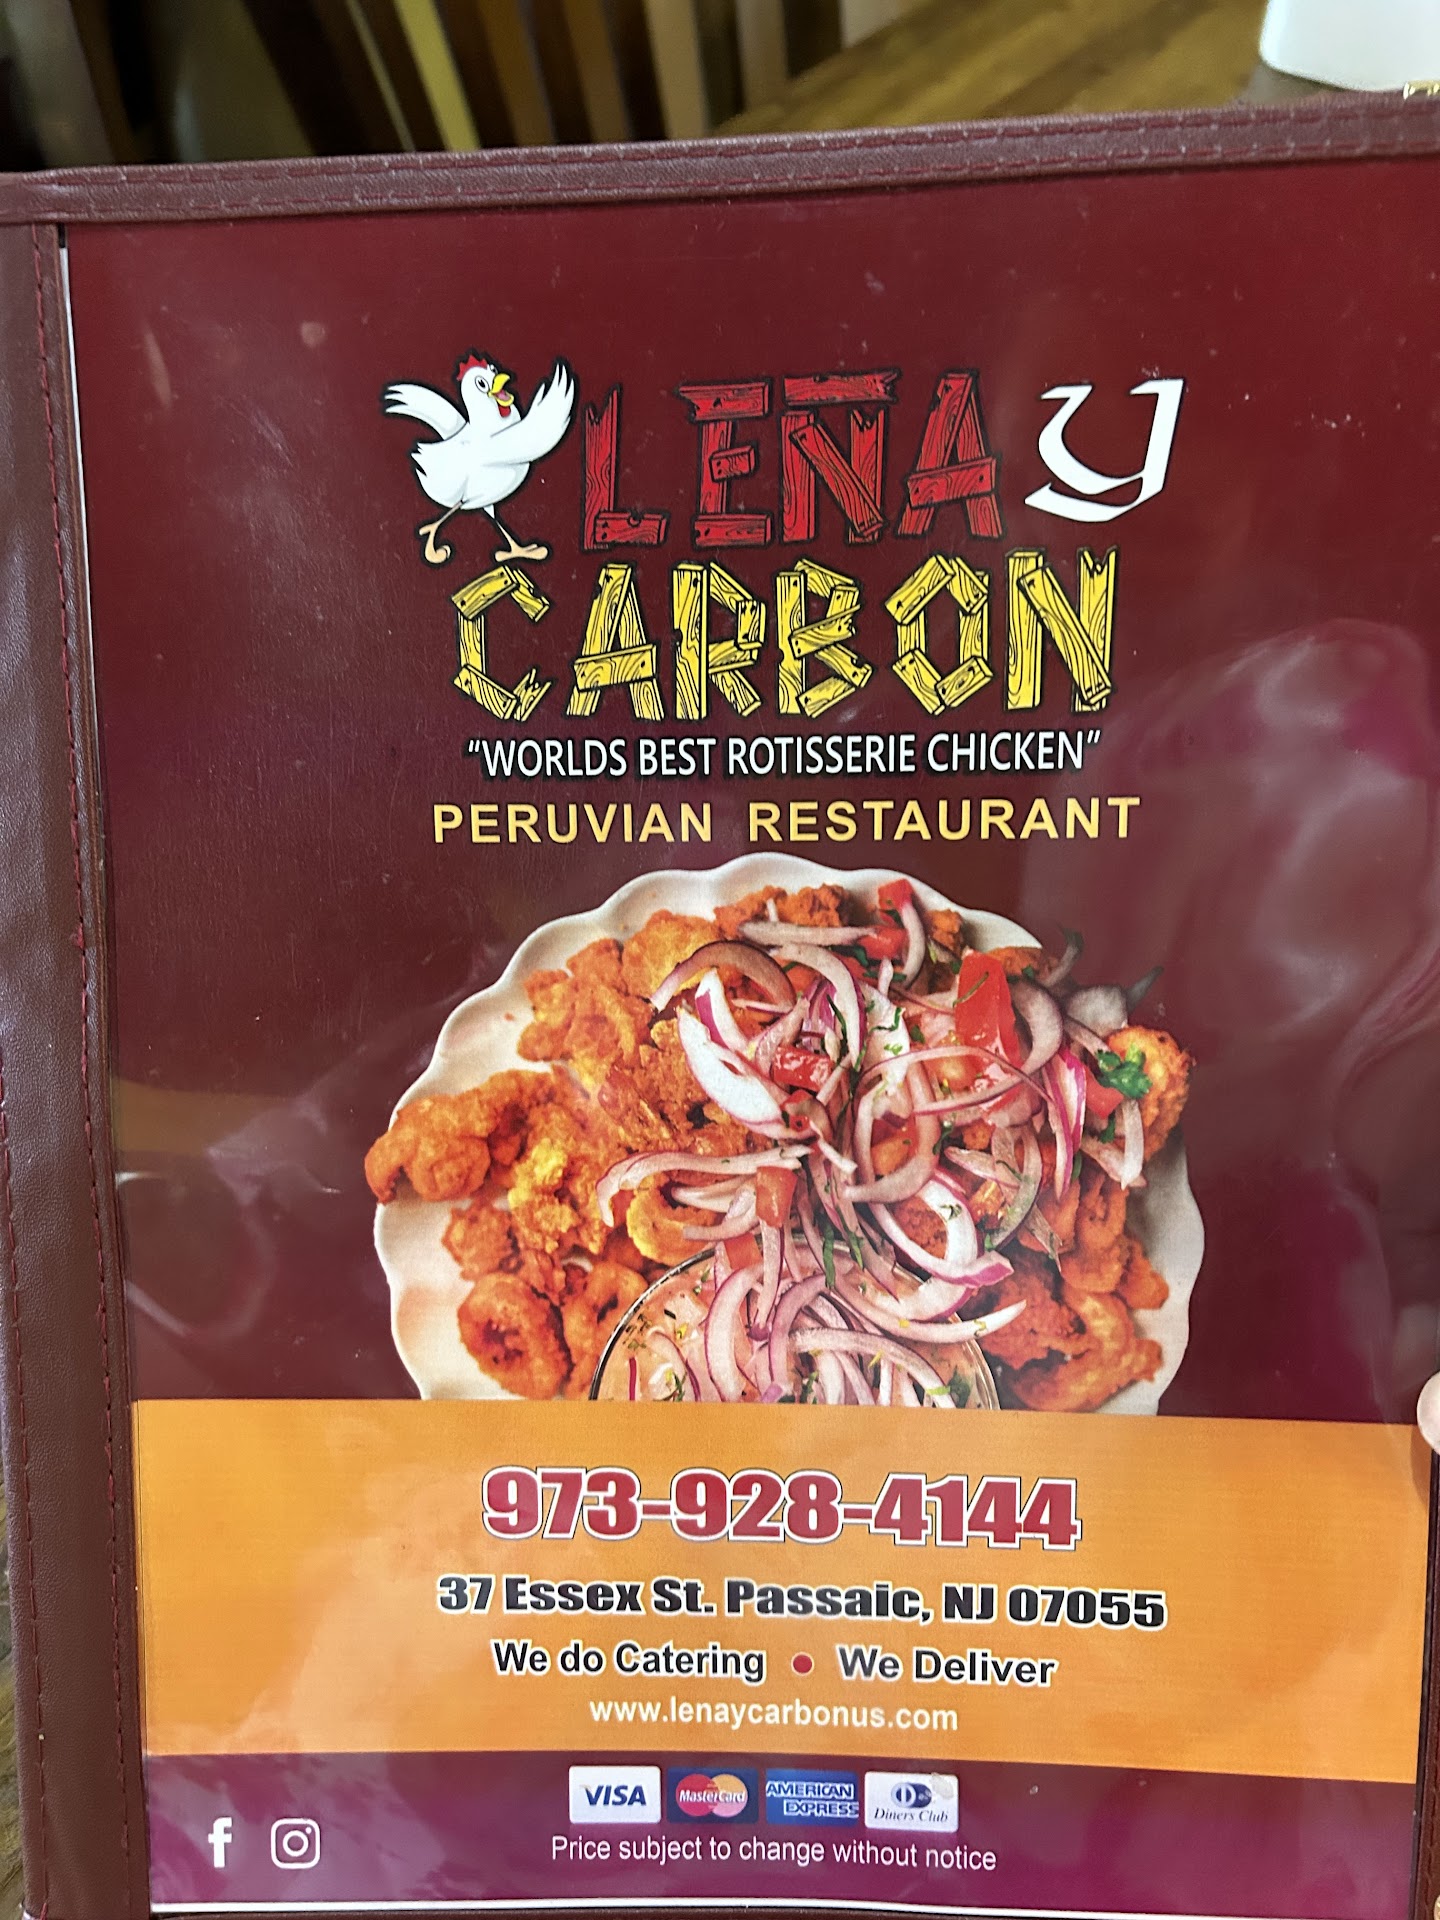 LEÑA Y
CARBON
"WORLDS BEST ROTISSERIE CHICKEN"
PERUVIAN RESTAURANT
973-928-4144
37 Essex St. Passaic, NJ 07055
We do Catering • We Deliver
www.lenaycarbonus.com
VISA MasterCard AMERICAN EXPRESS Diners Club
Price subject to change without notice